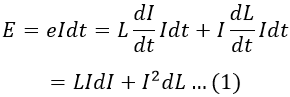 E = eIdt = L dI/dt Idt + I dL/dt Idt
= LIdI + I²dL … (1)